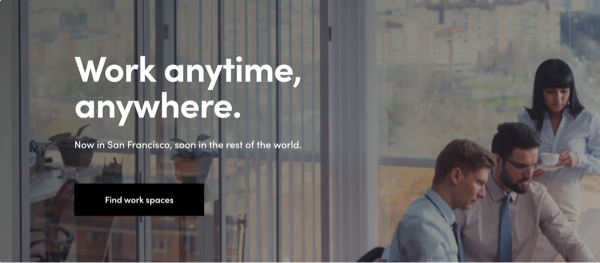 Work anytime,
anywhere.
Now in San Francisco, soon in the rest of the world.
Find work spaces